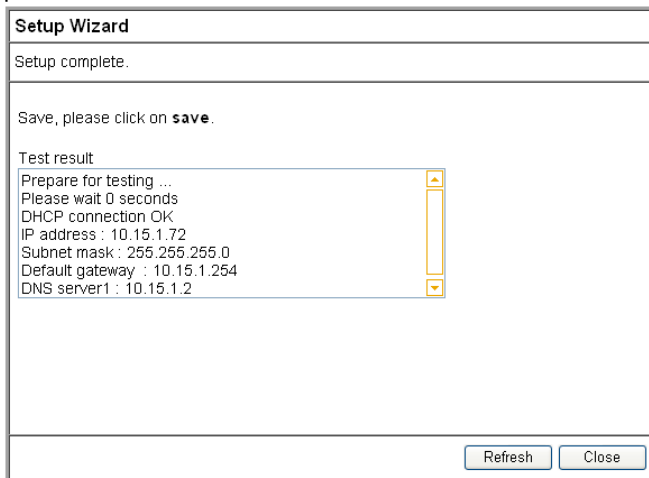 Setup Wizard
Setup complete.
Save, please click on save.
Test result
Prepare for testing ...
Please wait 0 seconds
DHCP connection OK
IP address : 10.15.1.72
Subnet mask : 255.255.255.0
Default gateway  : 10.15.1.254
DNS server1 : 10.15.1.2
Refresh
Close